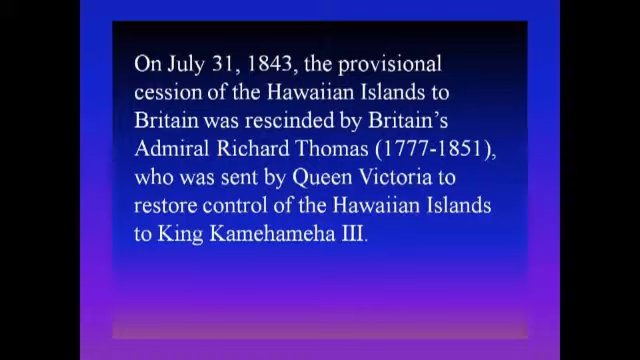 On July 31, 1843, the provisional
cession of the Hawaiian Islands to
Britain was rescinded by Britain's
Admiral Richard Thomas (1777-1851),
who was sent by Queen Victoria to
restore control of the Hawaiian Islands
to King Kamehameha III.